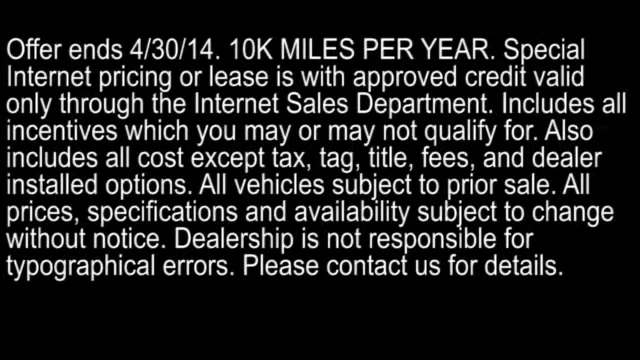 Offer ends 4/30/14. 10K MILES PER YEAR. Special
Internet pricing or lease is with approved credit valid
only through the Internet Sales Department. Includes all
incentives which you may or may not qualify for. Also
includes all cost except tax, tag, title, fees, and dealer
installed options. All vehicles subject to prior sale. All
prices, specifications and availability subject to change
without notice. Dealership is not responsible for
typographical errors. Please contact us for details.